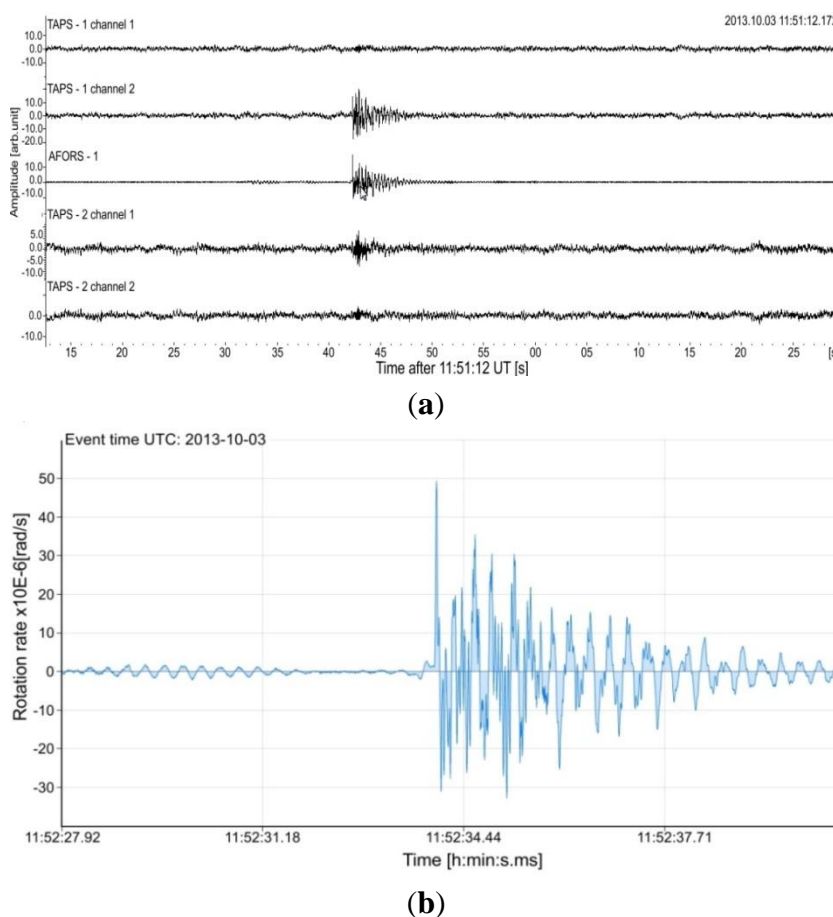 TAPS - 1 channel 1
2013.10.03 11:51:12.172
10.0
0.0
-10.0
TAPS - 1 channel 2
10.0
0.0
-10.0
-20.0
AFORS - 1
10.0
0.0
-10.0
TAPS - 2 channel 1
5.0
0.0
-5.0
-10.0
TAPS - 2 channel 2
0.0
-10.0
Amplitude [arb.unit]
15 20 25 30 35 40 45 50 55 00 05 10 15 20 25 [s
Time after 11:51:12 UT [s]
(a)
Event time UTC: 2013-10-03
50
40
30
20
10
0
-10
-20
-30
Rotation rate x10E-6[rad/s]
11:52:27.92 11:52:31.18 11:52:34.44 11:52:37.71
Time [h:min:s.ms]
(b)